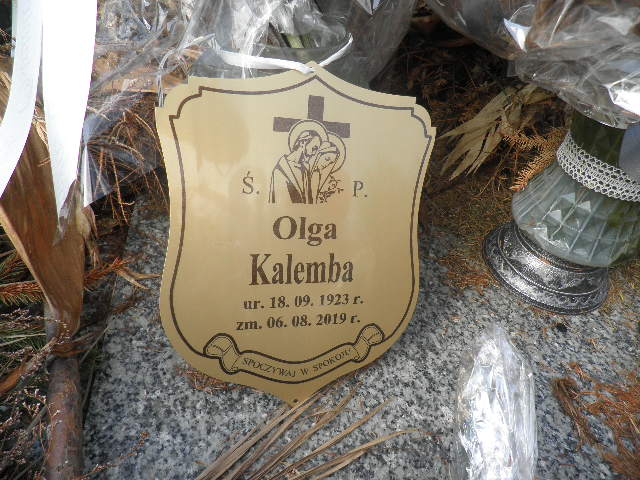 Ś. P.
Olga
Kalemba
ur. 18. 09. 1923 r.
zm. 06. 08. 2019 r.
SPOCZYWAJ W SPOKOJU